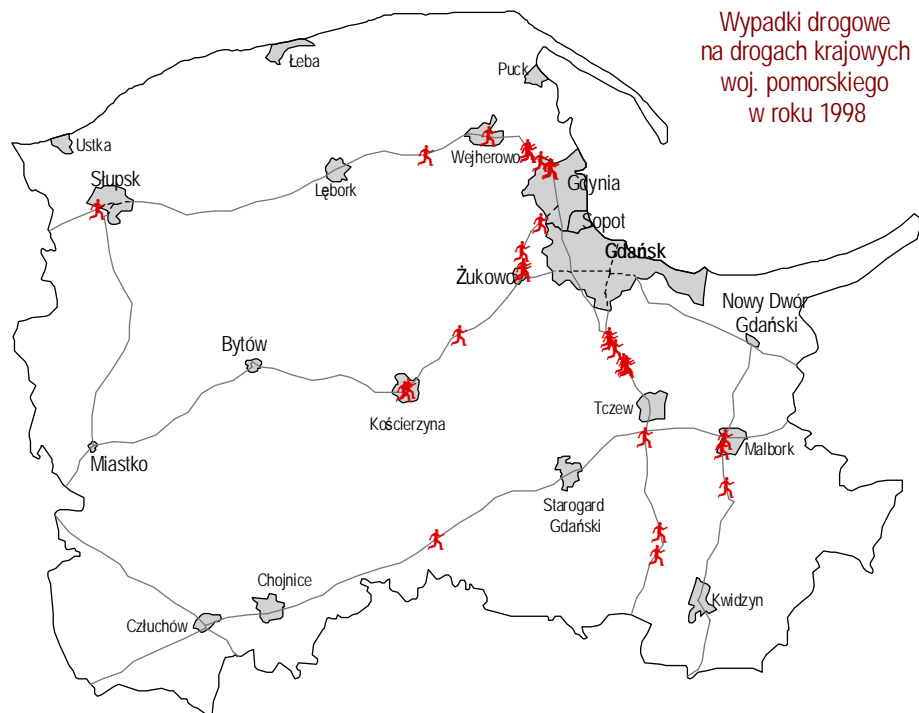 Wypadki drogowe
na drogach krajowych
woj. pomorskiego
w roku 1998
Łeba
Puck
Ustka
Wejherowo
Słupsk
Lębork
Gdynia
Sopot
Gdańsk
Żukowo
Nowy Dwór
Gdański
Bytów
Kościerzyna
Tczew
Malbork
Miastko
Starogard
Gdański
Chojnice
Kwidzyn
Człuchów